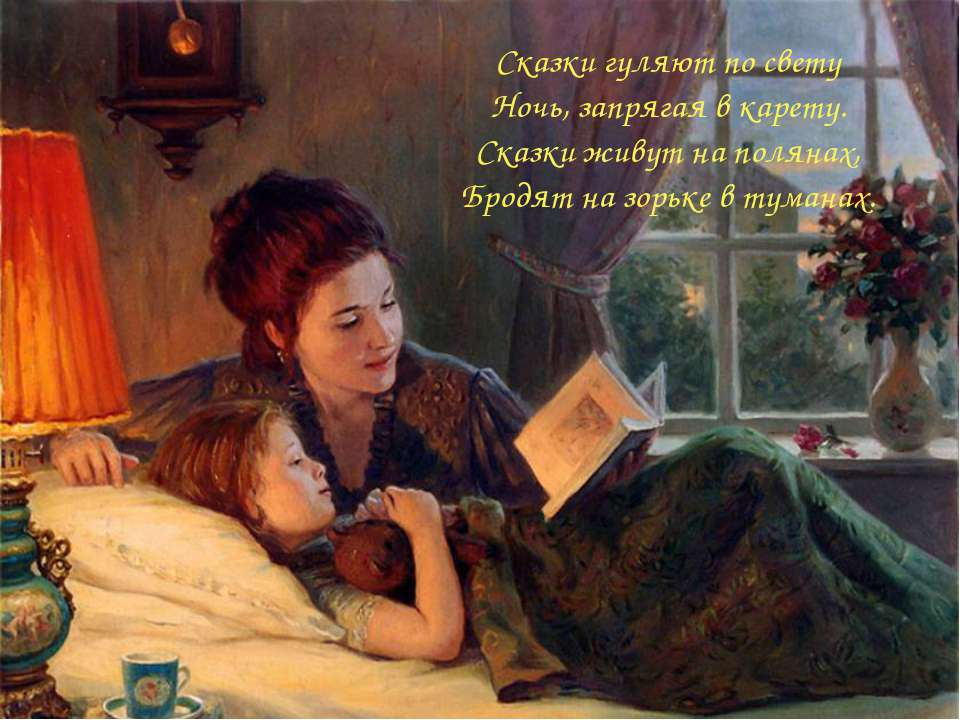 Сказки гуляют по свету
Ночь, запрягая в карету.
Сказки живут на полянах,
Бродят на зорьке в туманах.